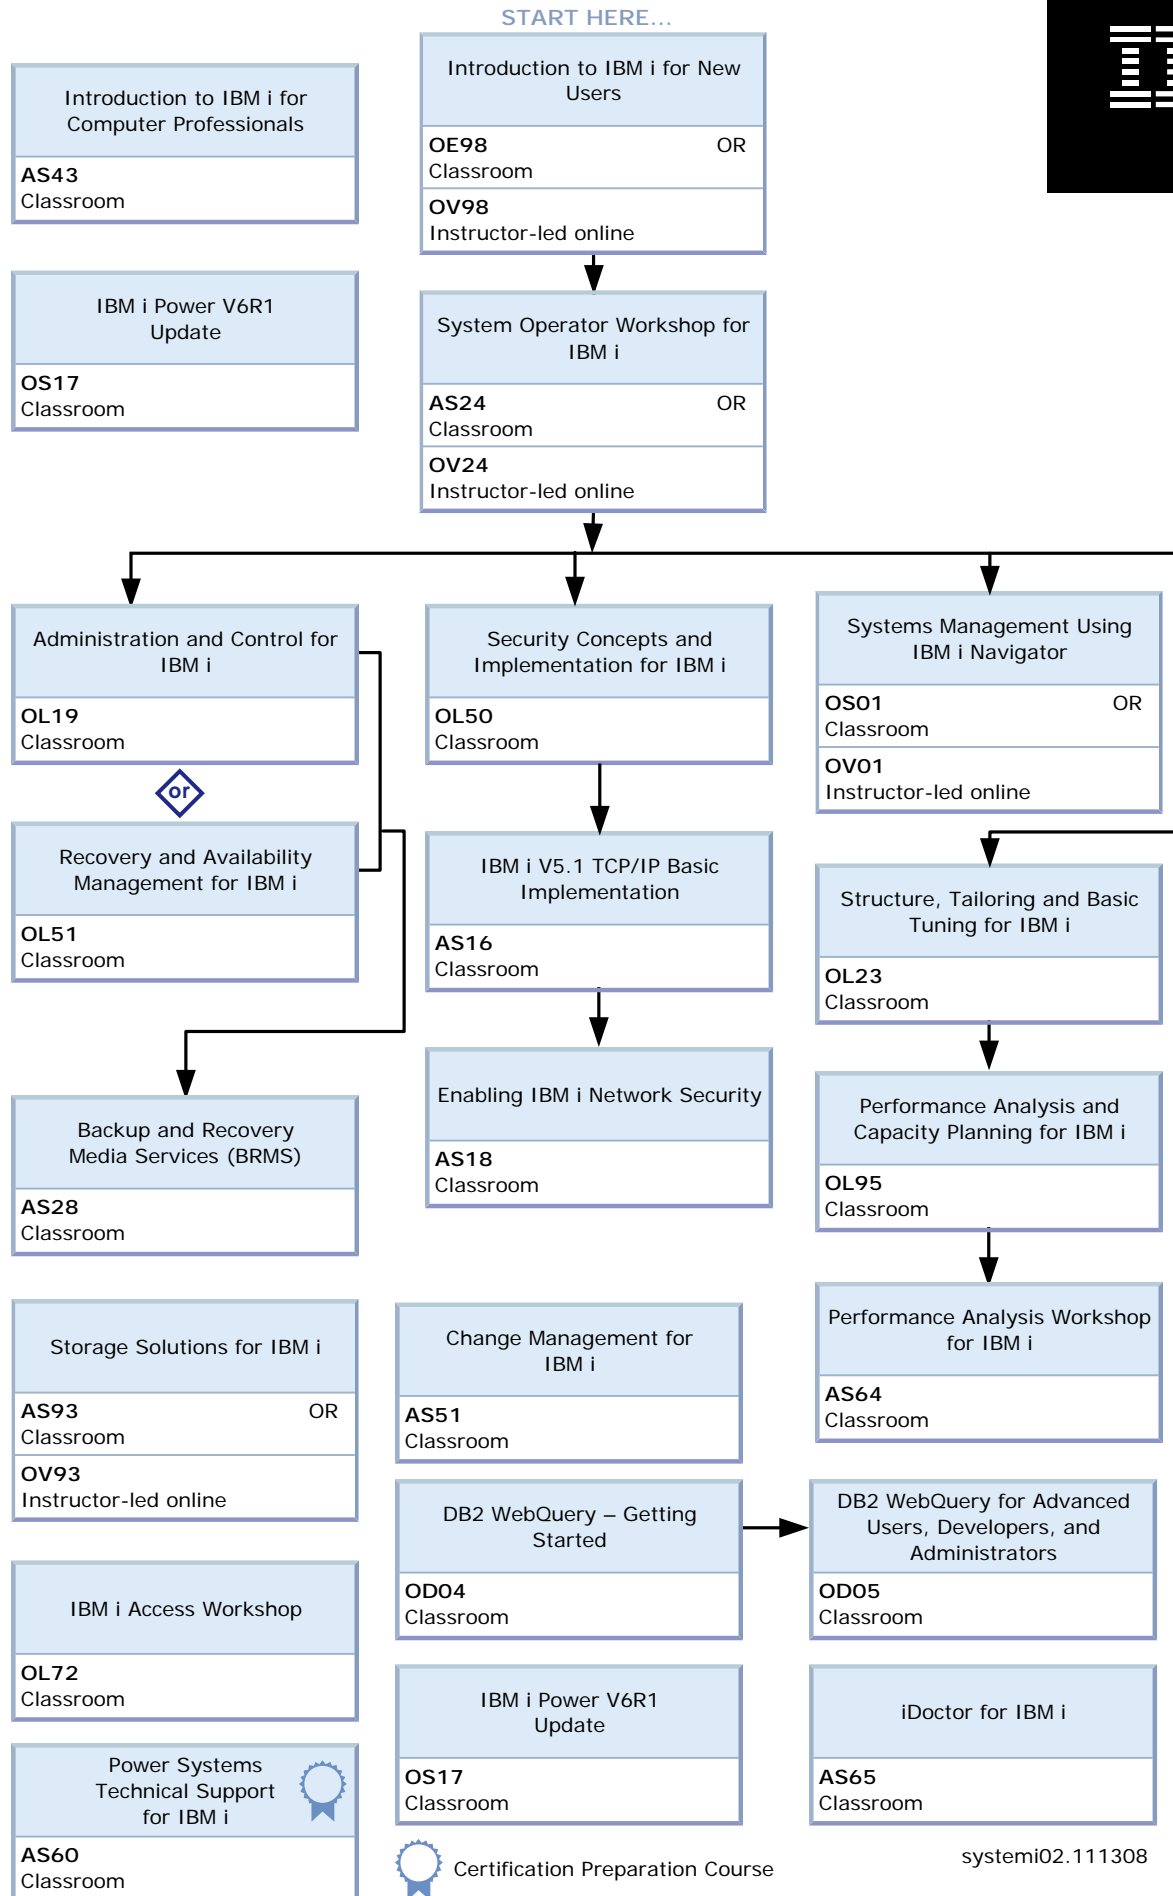 START HERE...
Introduction to IBM i for New
Users
OE98 OR
Classroom
OV98
Instructor-led online
Introduction to IBM i for
Computer Professionals
AS43
Classroom
IBM i Power V6R1
Update
OS17
Classroom
System Operator Workshop for
IBM i
AS24 OR
Classroom
OV24
Instructor-led online
Administration and Control for
IBM i
OL19
Classroom
or
Recovery and Availability
Management for IBM i
OL51
Classroom
Backup and Recovery
Media Services (BRMS)
AS28
Classroom
Security Concepts and
Implementation for IBM i
OL50
Classroom
IBM i V5.1 TCP/IP Basic
Implementation
AS16
Classroom
Enabling IBM i Network Security
AS18
Classroom
Systems Management Using
IBM i Navigator
OS01 OR
Classroom
OV01
Instructor-led online
Structure, Tailoring and Basic
Tuning for IBM i
OL23
Classroom
Performance Analysis and
Capacity Planning for IBM i
OL95
Classroom
Performance Analysis Workshop
for IBM i
AS64
Classroom
Storage Solutions for IBM i
AS93 OR
Classroom
OV93
Instructor-led online
Change Management for
IBM i
AS51
Classroom
DB2 WebQuery – Getting
Started
OD04
Classroom
DB2 WebQuery for Advanced
Users, Developers, and
Administrators
OD05
Classroom
IBM i Access Workshop
OL72
Classroom
IBM i Power V6R1
Update
OS17
Classroom
iDoctor for IBM i
AS65
Classroom
Power Systems
Technical Support
for IBM i
AS60
Classroom
Certification Preparation Course
systemi02.111308